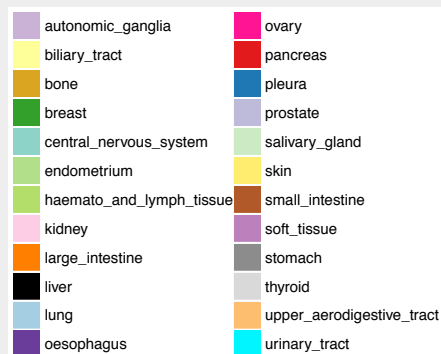 autonomic_ganglia
biliary_tract
bone
breast
central_nervous_system
endometrium
haemato_and_lymph_tissue
kidney
large_intestine
liver
lung
oesophagus
ovary
pancreas
pleura
prostate
salivary_gland
skin
small_intestine
soft_tissue
stomach
thyroid
upper_aerodigestive_tract
urinary_tract